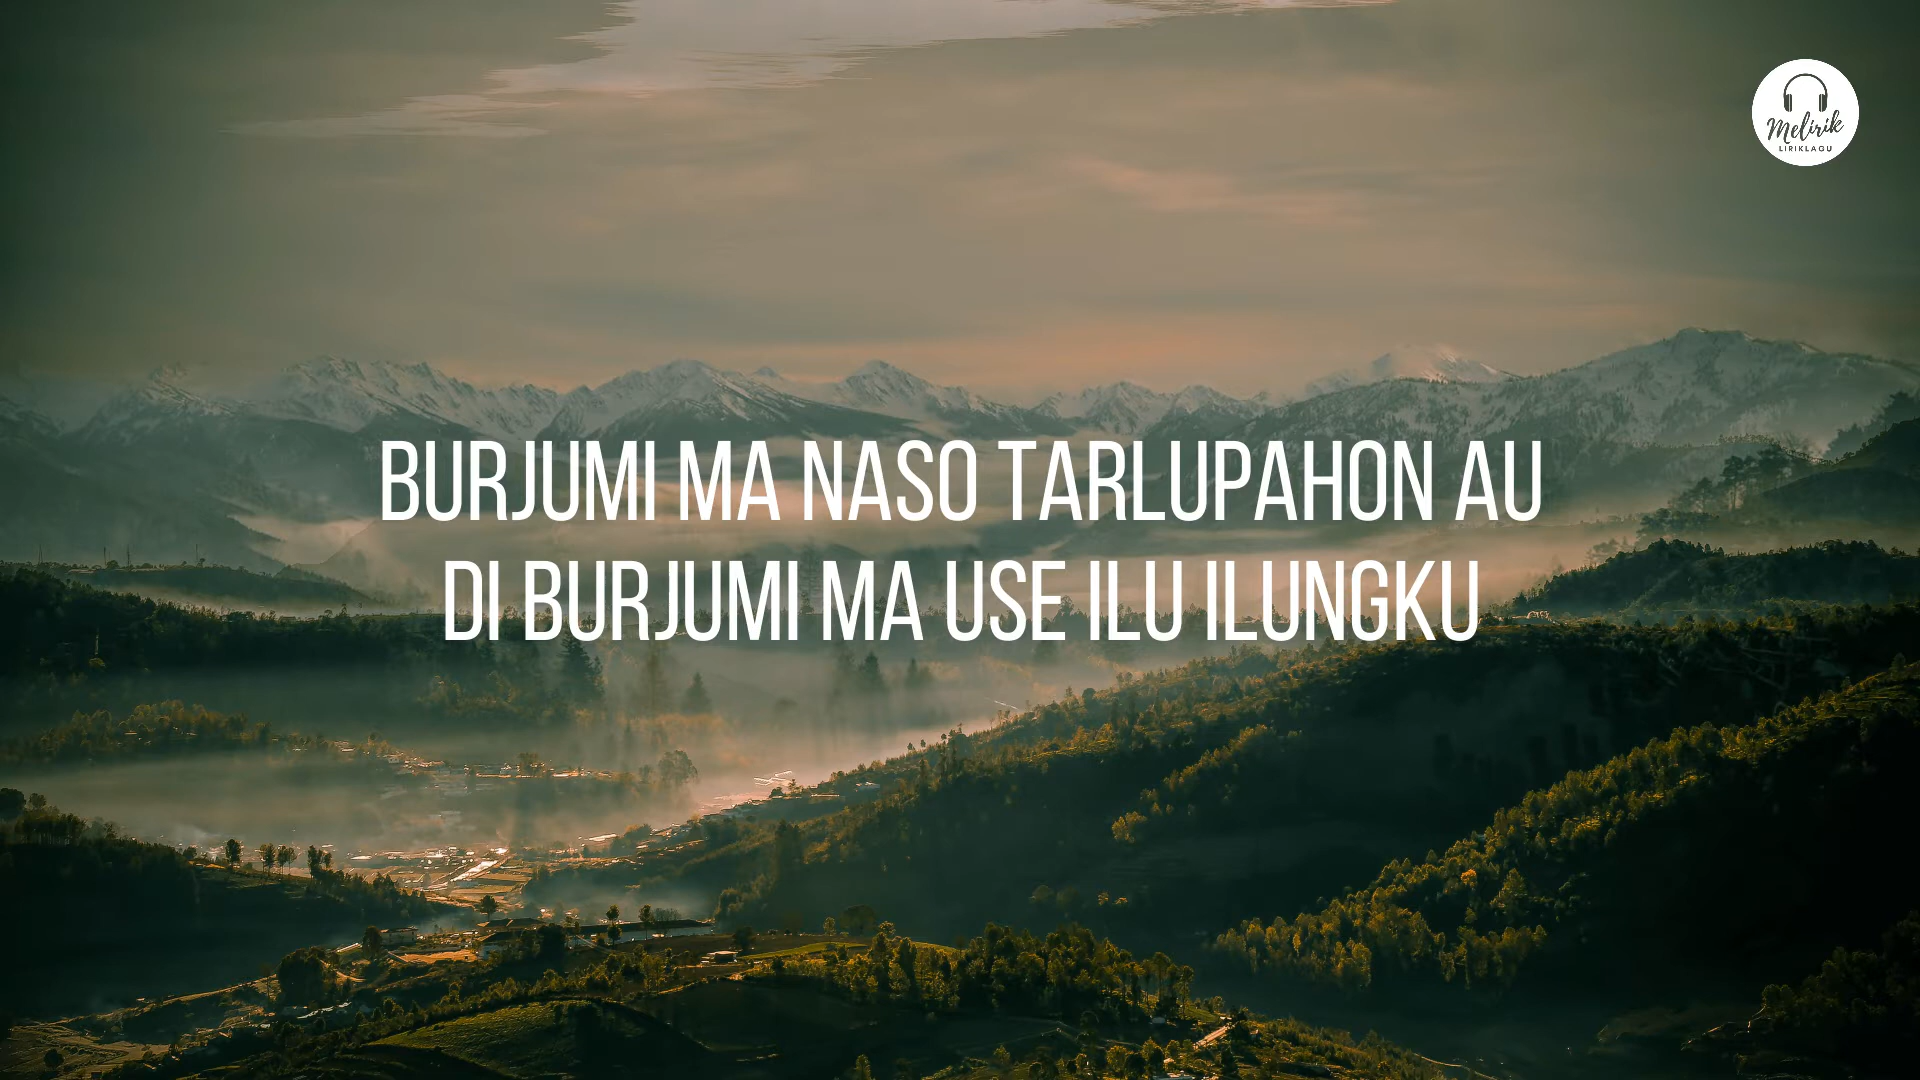 Melirik
LIRIKLAGU
BURJUMI MA NASO TARLUPAHON AU
DI BURJUMI MA USE ILU ILUNGKU